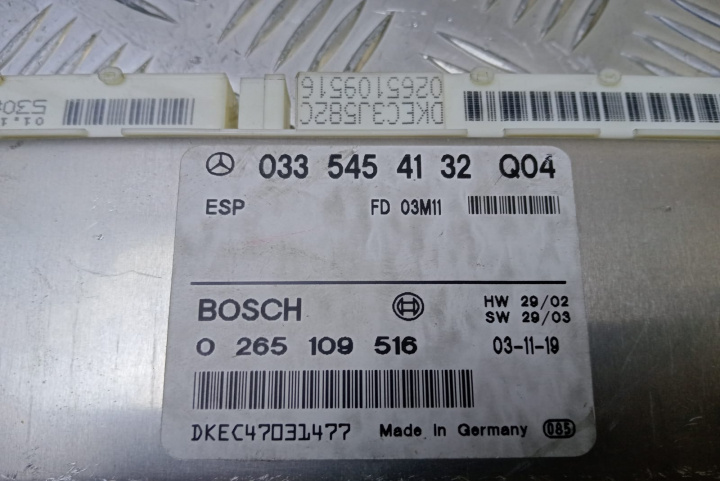 DKEC3J582C
0265109516
033 545 41 32 Q04
ESP FD 03M11
BOSCH HW 29/02
SW 29/03
0 265 109 516 03-11-19
DKEC47031477 Made In Germany 085